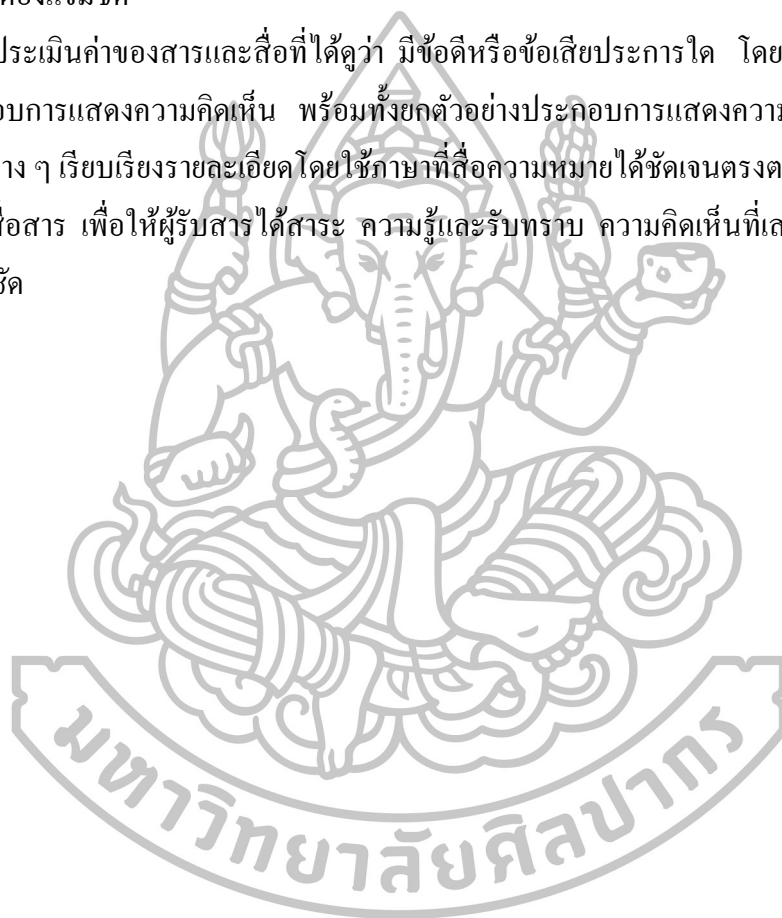 ประเมินค่าของสารและสื่อที่ได้ดูว่า มีข้อดีหรือข้อเสียประการใด โดย
อบการแสดงความคิดเห็น พร้อมทั้งยกตัวอย่างประกอบการแสดงความ
าง ๆ เรียบเรียงรายละเอียดโดยใช้ภาษาที่สื่อความหมายได้ชัดเจนตรงต
สื่อสาร เพื่อให้ผู้รับสารได้สาระ ความรู้และรับทราบ ความคิดเห็นที่เส
ชัด
มหาวิทยาลัยศิลปากร